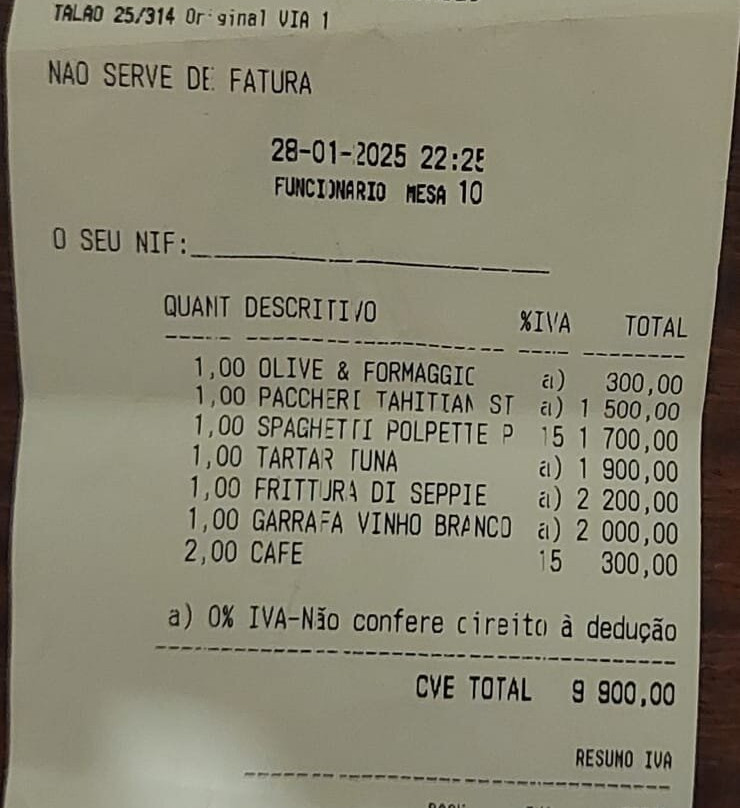 TALAO 25/314 Original VIA 1
NAO SERVE DE FATURA
28-01-2025 22:25
FUNCIONARIO MESA 10
O SEU NIF:
QUANT DESCRITIVO %IVA TOTAL
1,00 OLIVE & FORMAGGIO a) 300,00
1,00 PACCHERI TAHITIAN ST a) 1 500,00
1,00 SPAGHETTI POLPETTE P 15 1 700,00
1,00 TARTAR TUNA a) 1 900,00
1,00 FRITTURA DI SEPPIE a) 2 200,00
1,00 GARRAFA VINHO BRANCO a) 2 000,00
2,00 CAFE 15 300,00
a) 0% IVA-Não confere direito à dedução
CVE TOTAL 9 900,00
RESUMO IVA